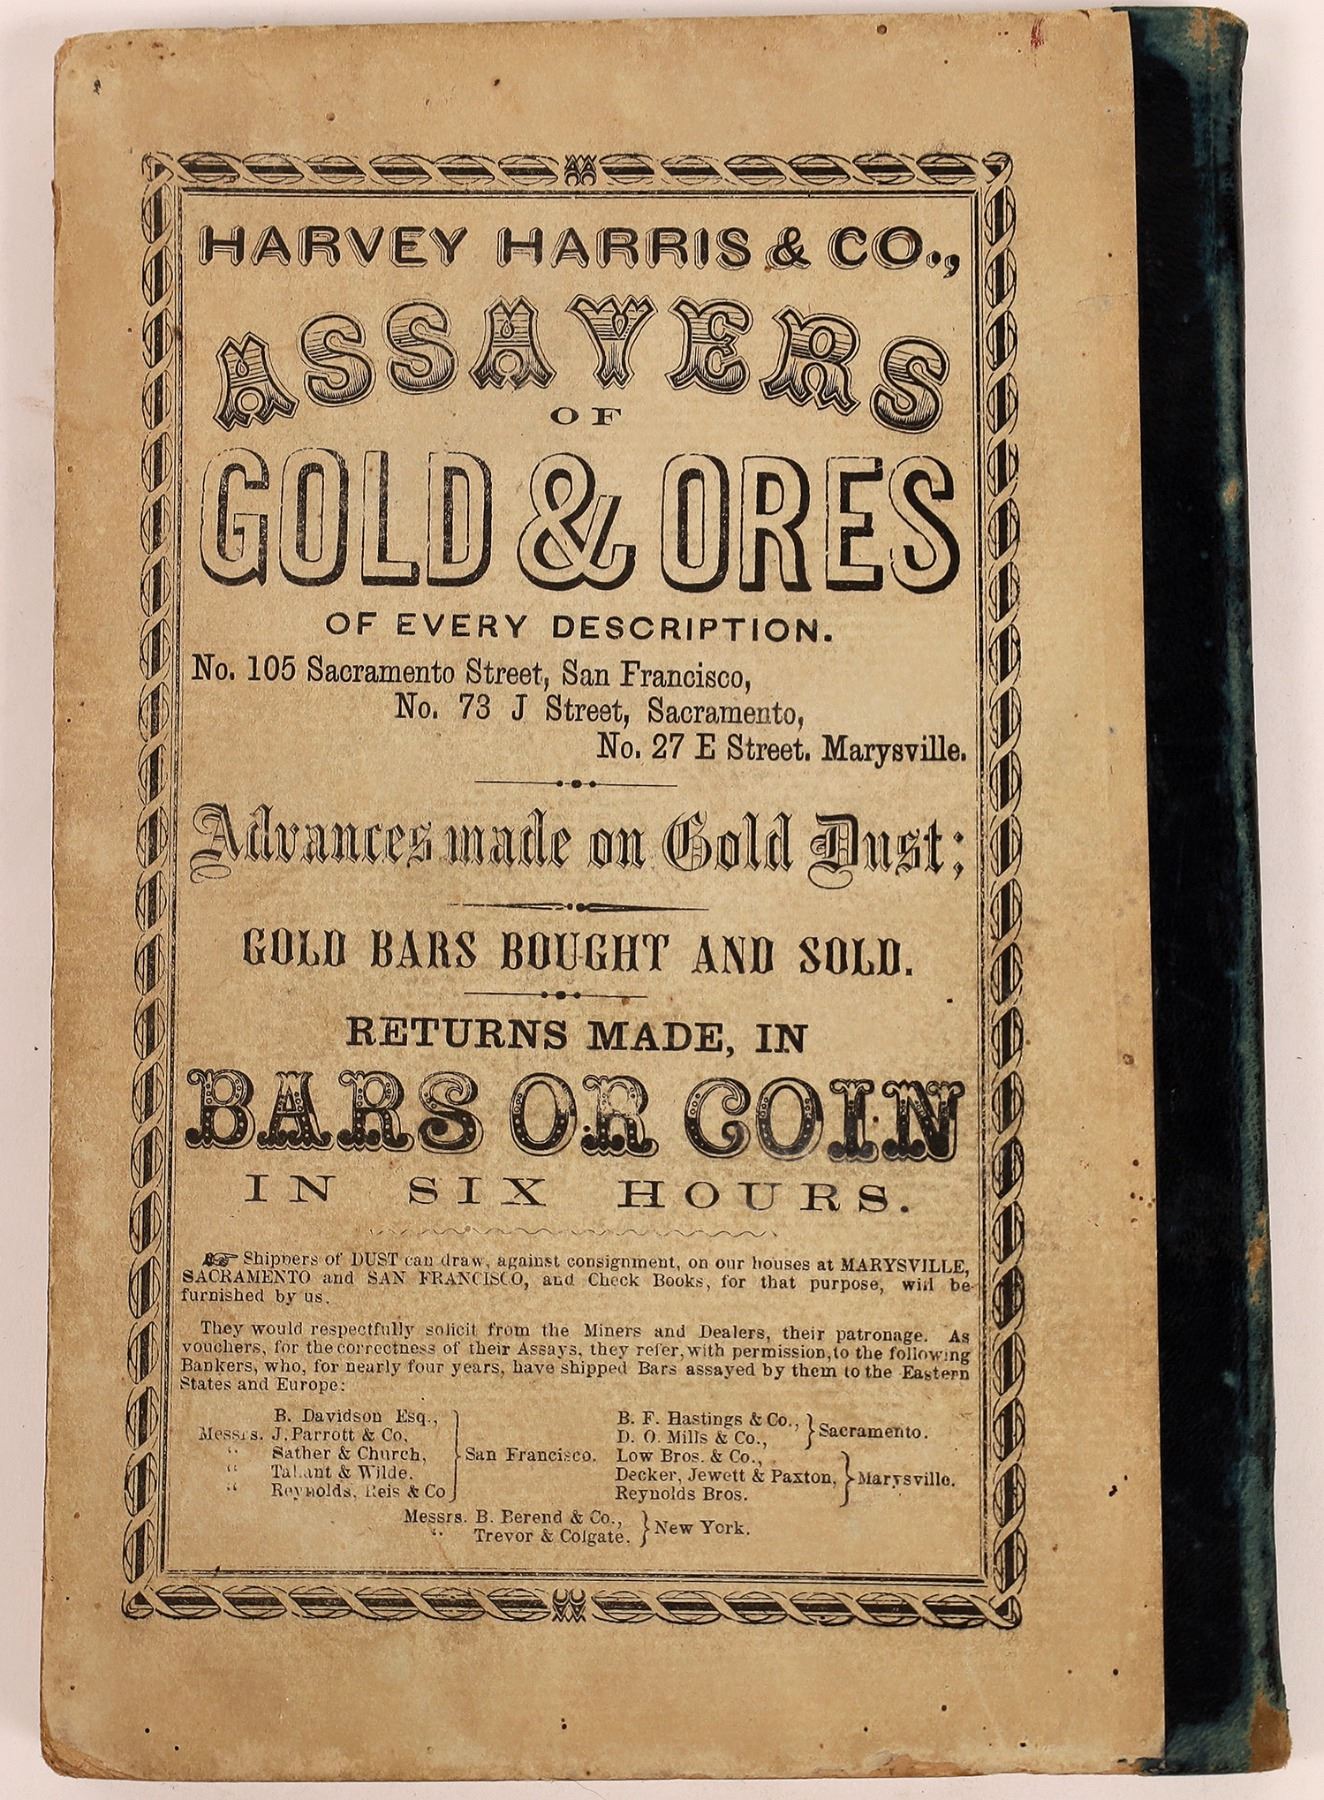 HARVEY HARRIS & CO.,
ASSAYERS
OF
GOLD & ORES
OF EVERY DESCRIPTION.
No. 105 Sacramento Street, San Francisco,
No. 73 J Street, Sacramento,
No. 27 E Street. Marysville.
Advances made on Gold Dust;
GOLD BARS BOUGHT AND SOLD.
RETURNS MADE, IN
BARS OR COIN
IN SIX HOURS.
☞ Shippers of DUST can draw, against consignment, on our houses at MARYSVILLE,
SACRAMENTO and SAN FRANCISCO, and Check Books, for that purpose, will be
furnished by us.
They would respectfully solicit from the Miners and Dealers, their patronage. As
vouchers, for the correctness of their Assays, they refer, with permission, to the following
Bankers, who, for nearly four years, have shipped Bars assayed by them to the Eastern
States and Europe:
B. Davidson Esq.,
Messrs. J. Parrott & Co.
" Sather & Church,
" Tallant & Wilde.
" Reynolds, Reis & Co
San Francisco.
B. F. Hastings & Co.,
D. O. Mills & Co.,
Sacramento.
Low Bros. & Co.,
Decker, Jewett & Paxton,
Reynolds Bros.
Marysville.
Messrs. B. Berend & Co.,
" Trevor & Colgate.
New York.